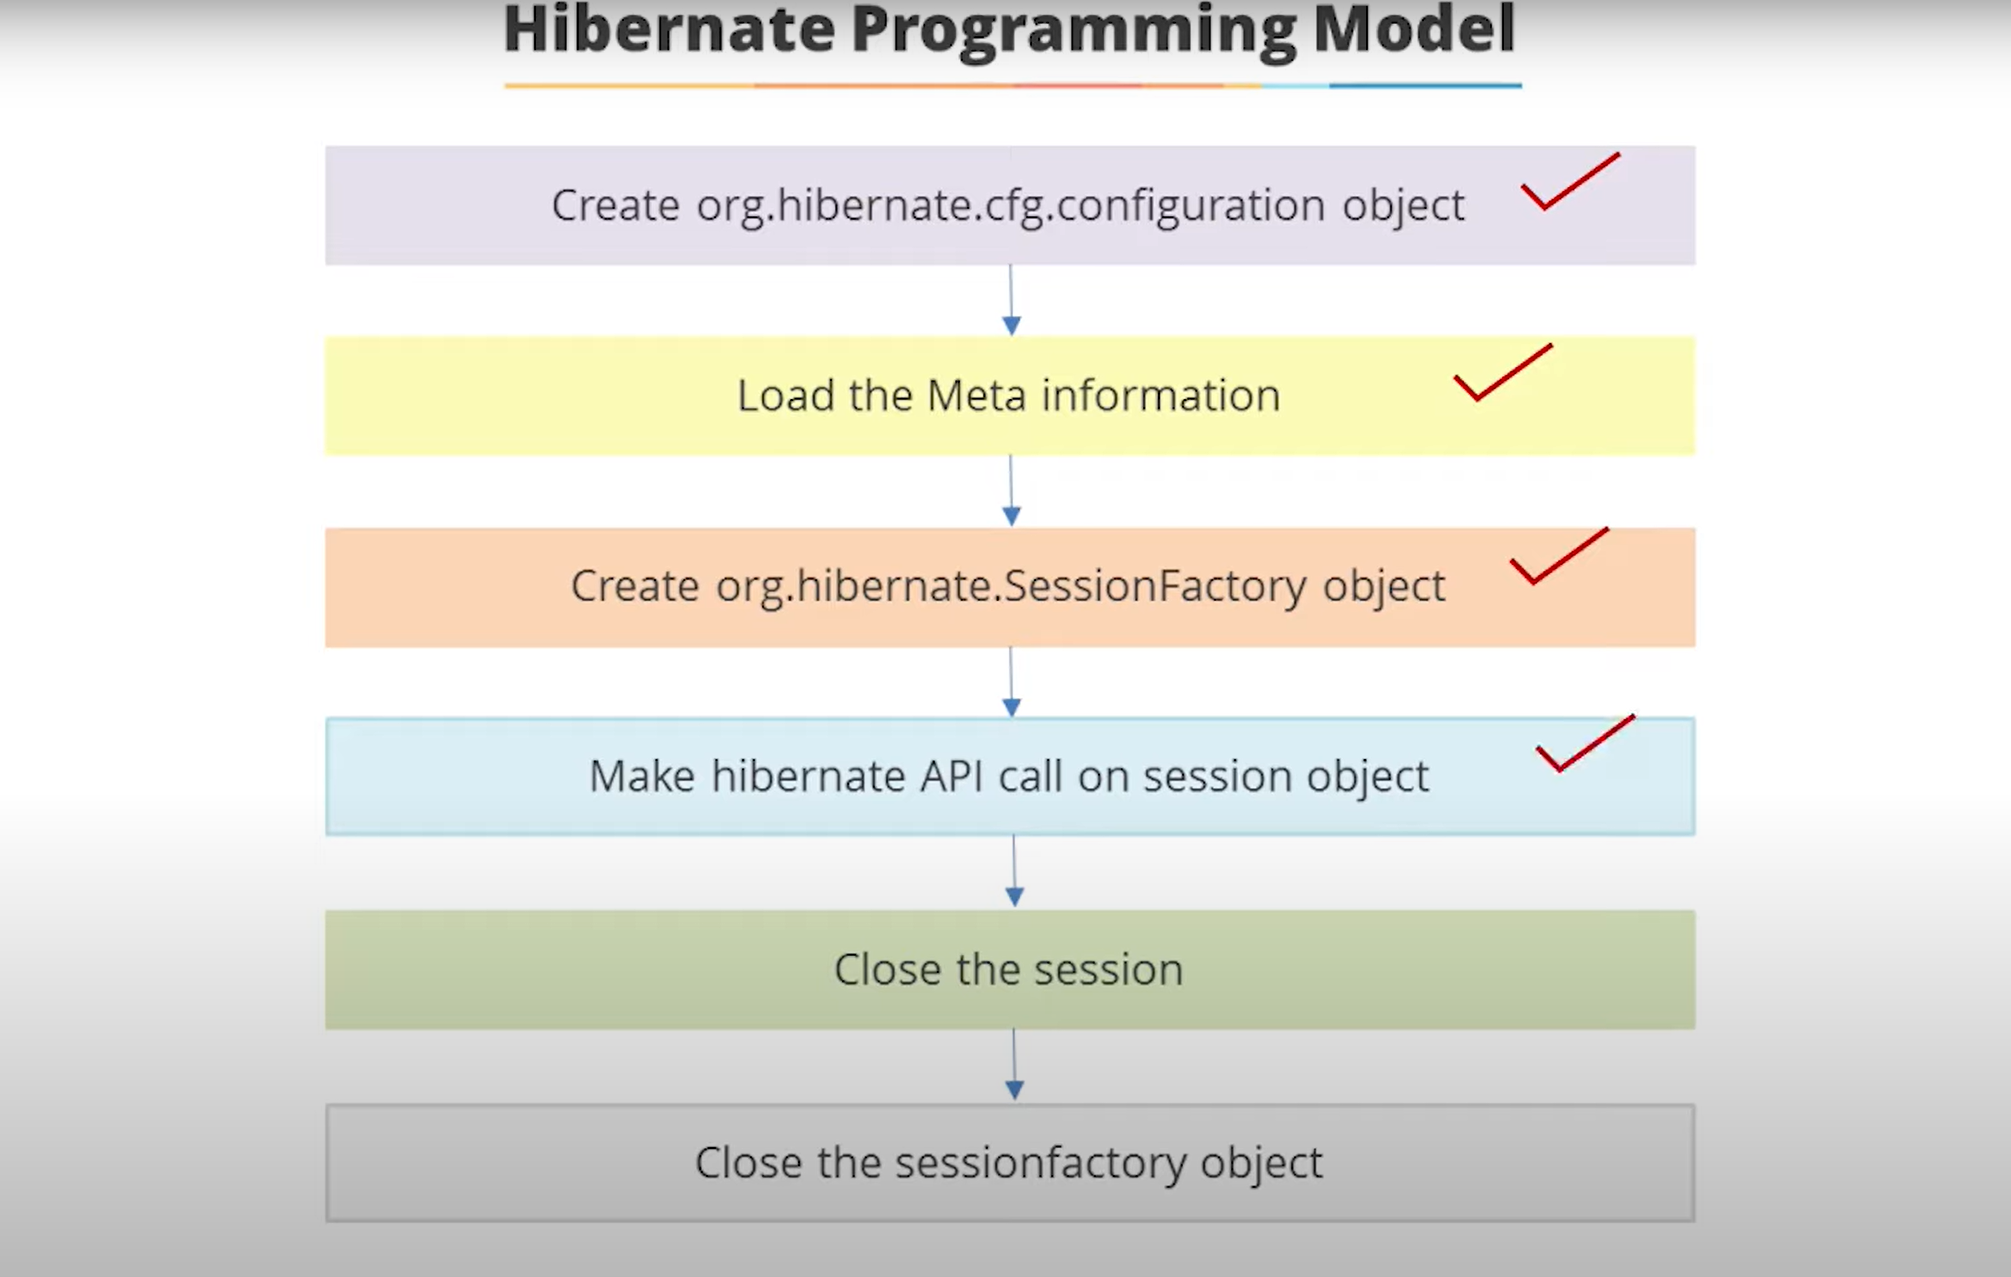 Hibernate Programming Model
Create org.hibernate.cfg.configuration object
Load the Meta information
Create org.hibernate.SessionFactory object
Make hibernate API call on session object
Close the session
Close the sessionfactory object